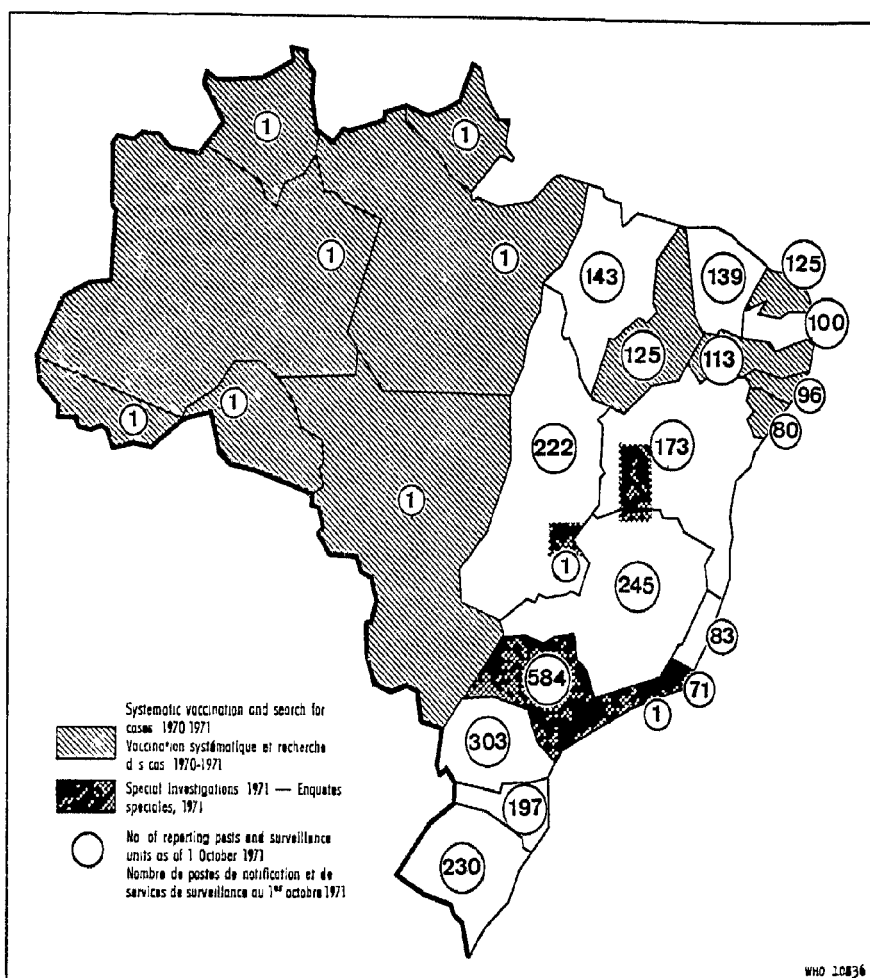 1
1
1
1
143
139
125
100
125
113
96
80
1
1
222
173
1
1
245
83
584
71
1
303
197
230
Systematic vaccination and search for
cases 1970 1971
Vaccination systématique et recherche
d s cas 1970-1971
Special Investigations 1971 — Enquetes
speciales, 1971
No of reporting posts and surveillance
units as of 1 October 1971
Nombre de postes de notification et de
services de surveillance au 1er octobre 1971
WHO 10836